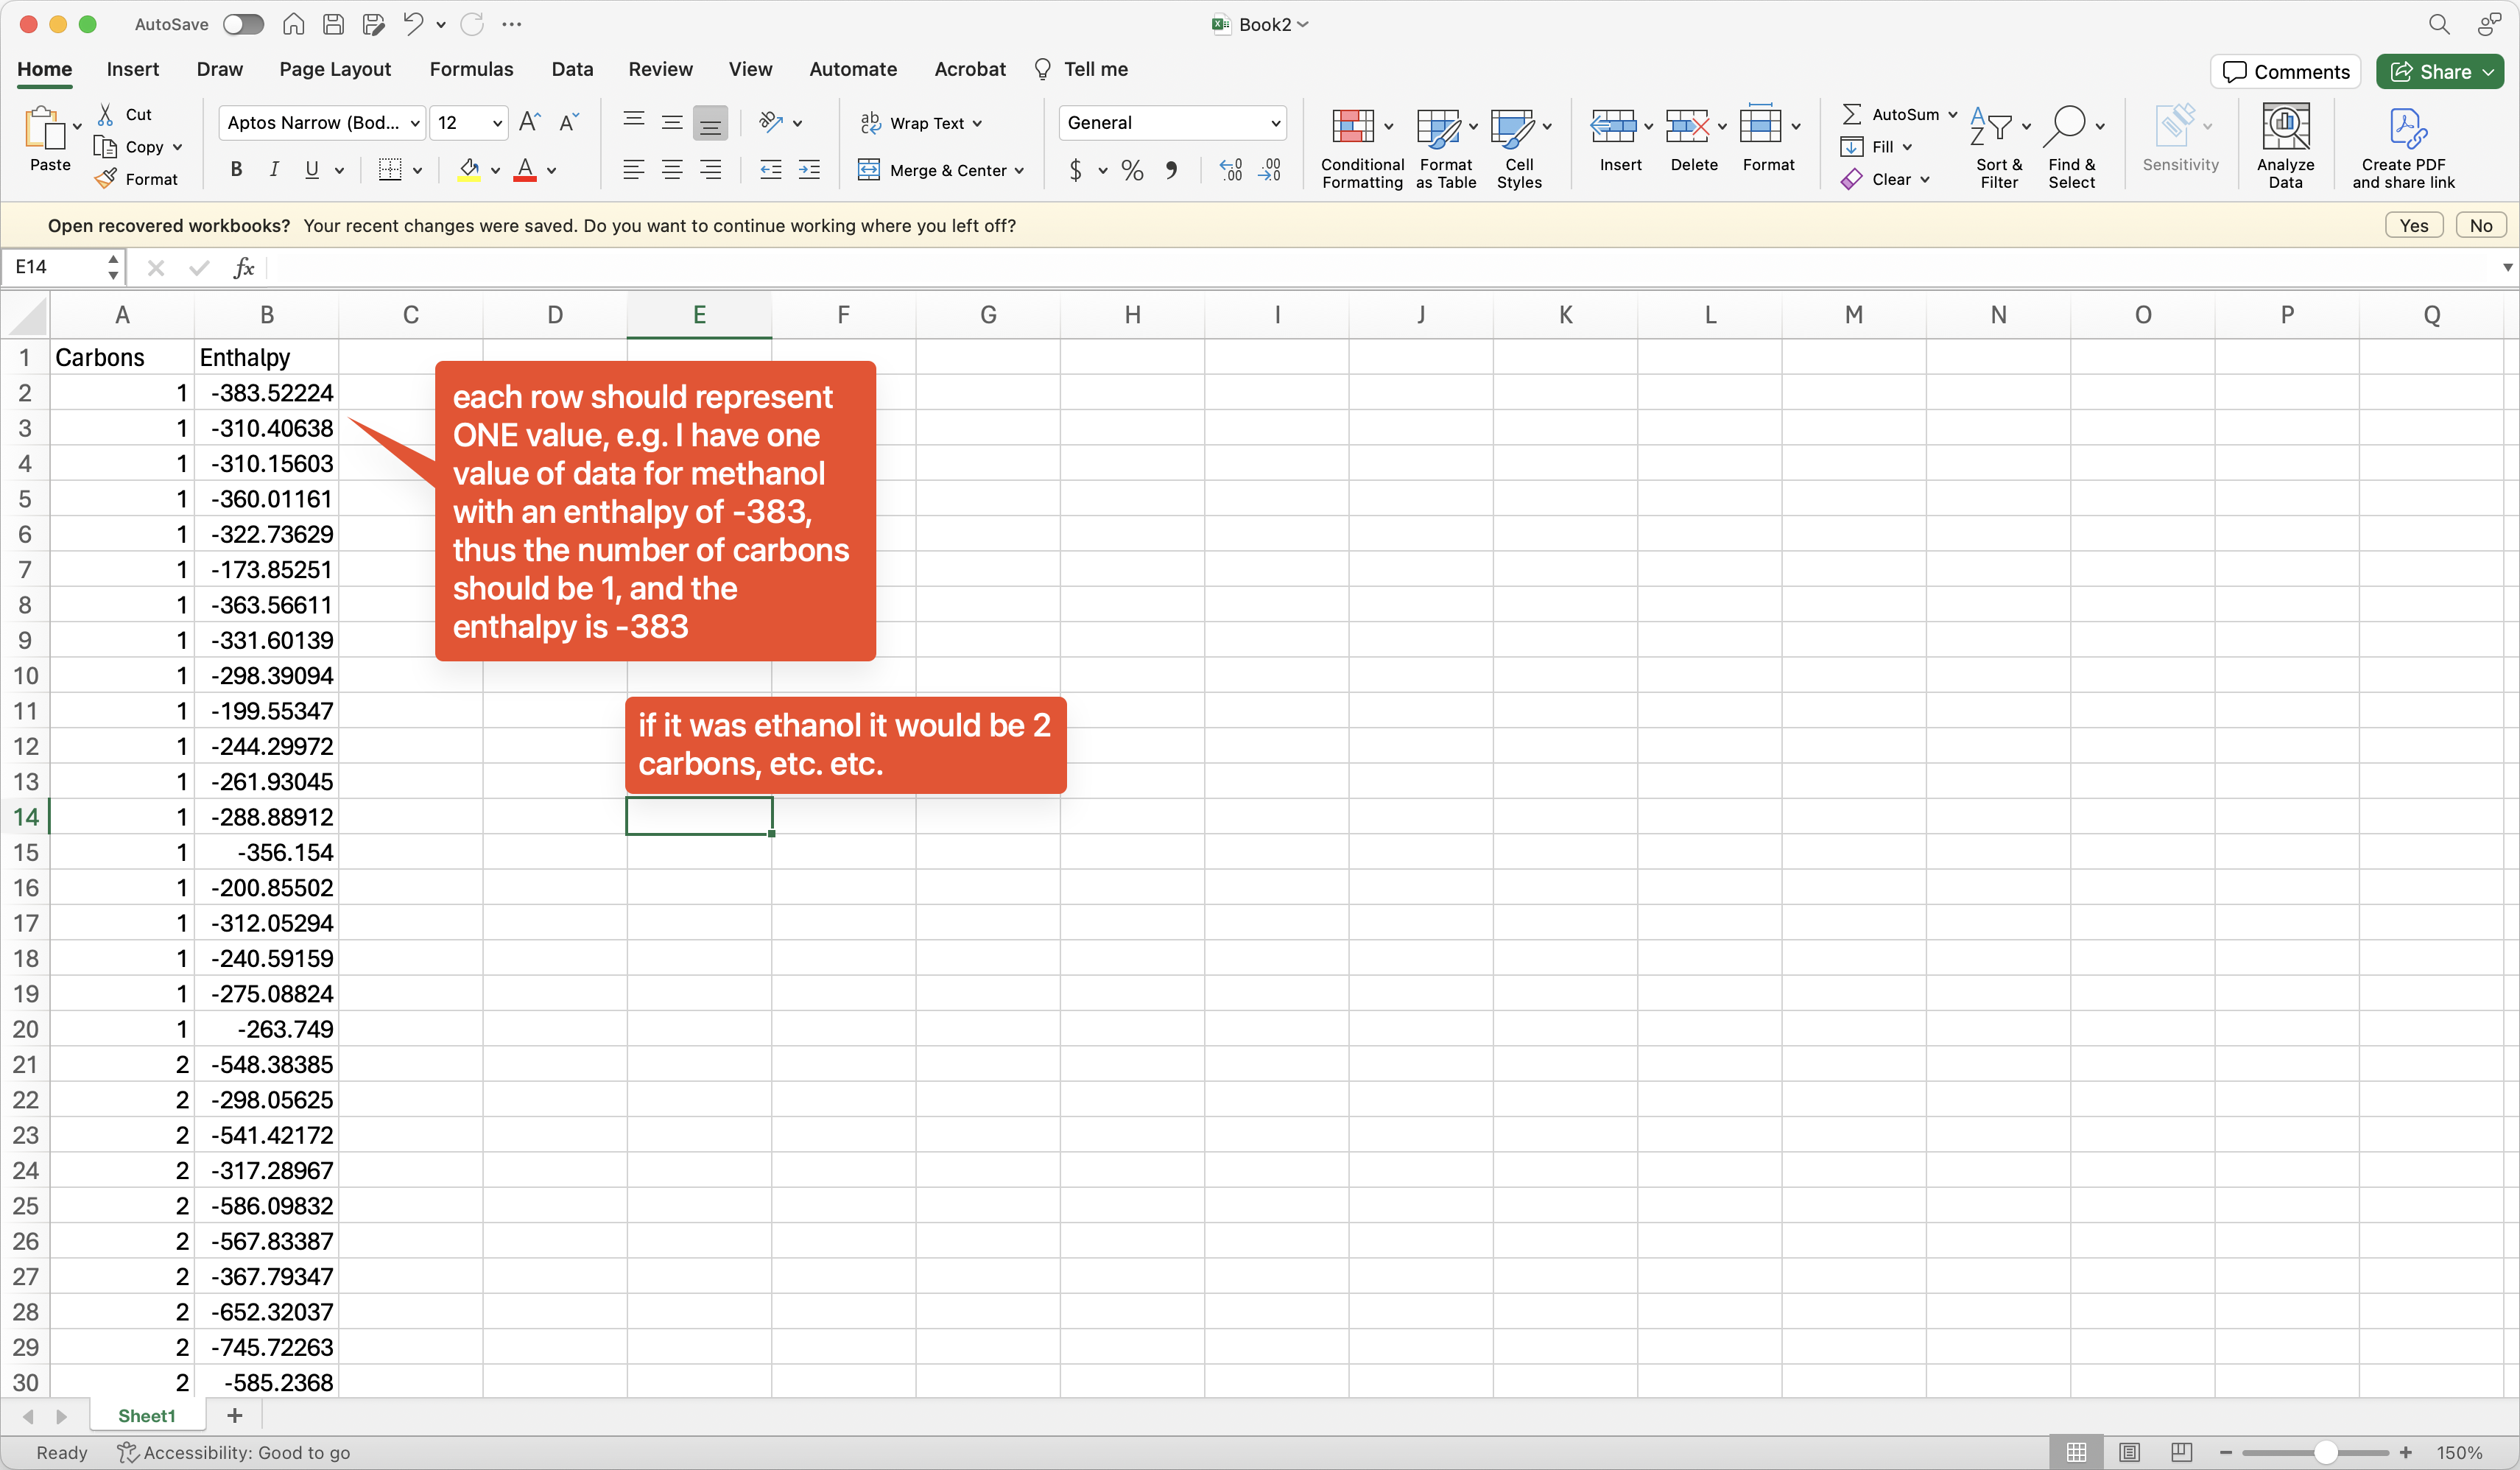 AutoSave
Book2
Home Insert Draw Page Layout Formulas Data Review View Automate Acrobat Tell me
Comments Share
Paste
Cut
Copy
Format
Aptos Narrow (Bod... 12
B I U
Wrap Text
Merge & Center
General
$ %
Conditional Formatting
Format as Table
Cell Styles
Insert
Delete
Format
AutoSum
Fill
Clear
Sort & Filter
Find & Select
Sensitivity
Analyze Data
Create PDF and share link
Open recovered workbooks? Your recent changes were saved. Do you want to continue working where you left off? Yes No
E14 fx
A B C D E F G H I J K L M N O P Q
1 Carbons Enthalpy
2 1 -383.52224
3 1 -310.40638
4 1 -310.15603
5 1 -360.01161
6 1 -322.73629
7 1 -173.85251
8 1 -363.56611
9 1 -331.60139
10 1 -298.39094
11 1 -199.55347
12 1 -244.29972
13 1 -261.93045
14 1 -288.88912
15 1 -356.154
16 1 -200.85502
17 1 -312.05294
18 1 -240.59159
19 1 -275.08824
20 1 -263.749
21 2 -548.38385
22 2 -298.05625
23 2 -541.42172
24 2 -317.28967
25 2 -586.09832
26 2 -567.83387
27 2 -367.79347
28 2 -652.32037
29 2 -745.72263
30 2 -585.2368
each row should represent
ONE value, e.g. I have one
value of data for methanol
with an enthalpy of -383,
thus the number of carbons
should be 1, and the
enthalpy is -383
if it was ethanol it would be 2
carbons, etc. etc.
Sheet1
Ready Accessibility: Good to go 150%